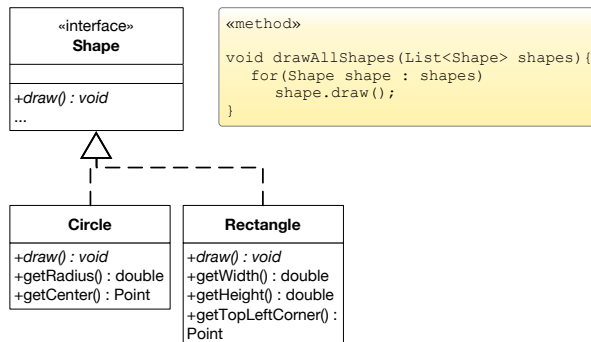 «interface»
Shape
+draw() : void
...
«method»
void drawAllShapes(List<Shape> shapes){
for(Shape shape : shapes)
shape.draw();
}
Circle
+draw() : void
+getRadius() : double
+getCenter() : Point
Rectangle
+draw() : void
+getWidth() : double
+getHeight() : double
+getTopLeftCorner() :
Point